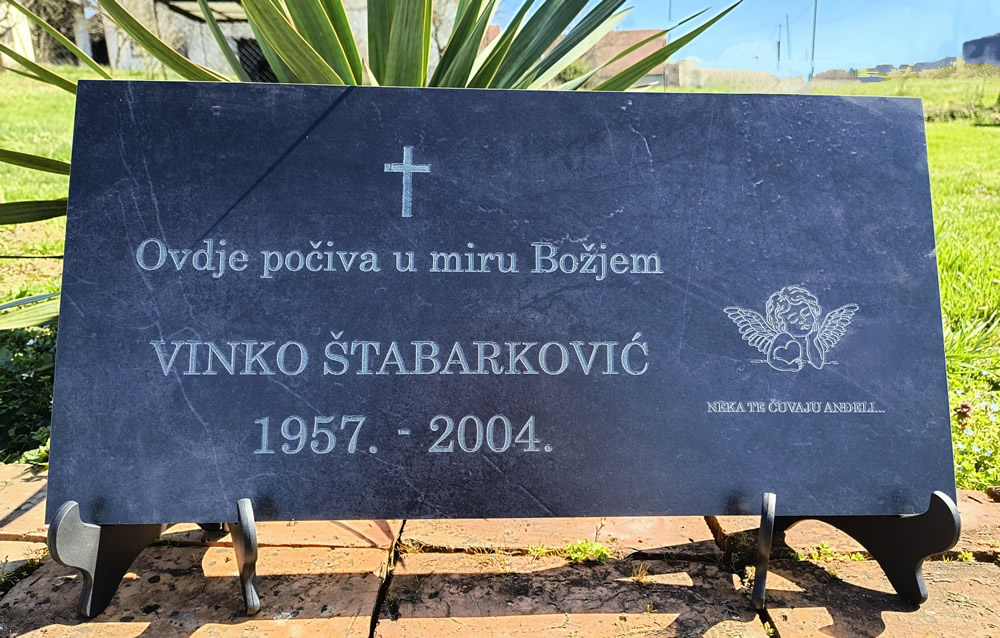 Ovdje počiva u miru Božjem
VINKO ŠTABARKOVIĆ
1957. - 2004.
NEKA TE ČUVAJU ANĐELI...